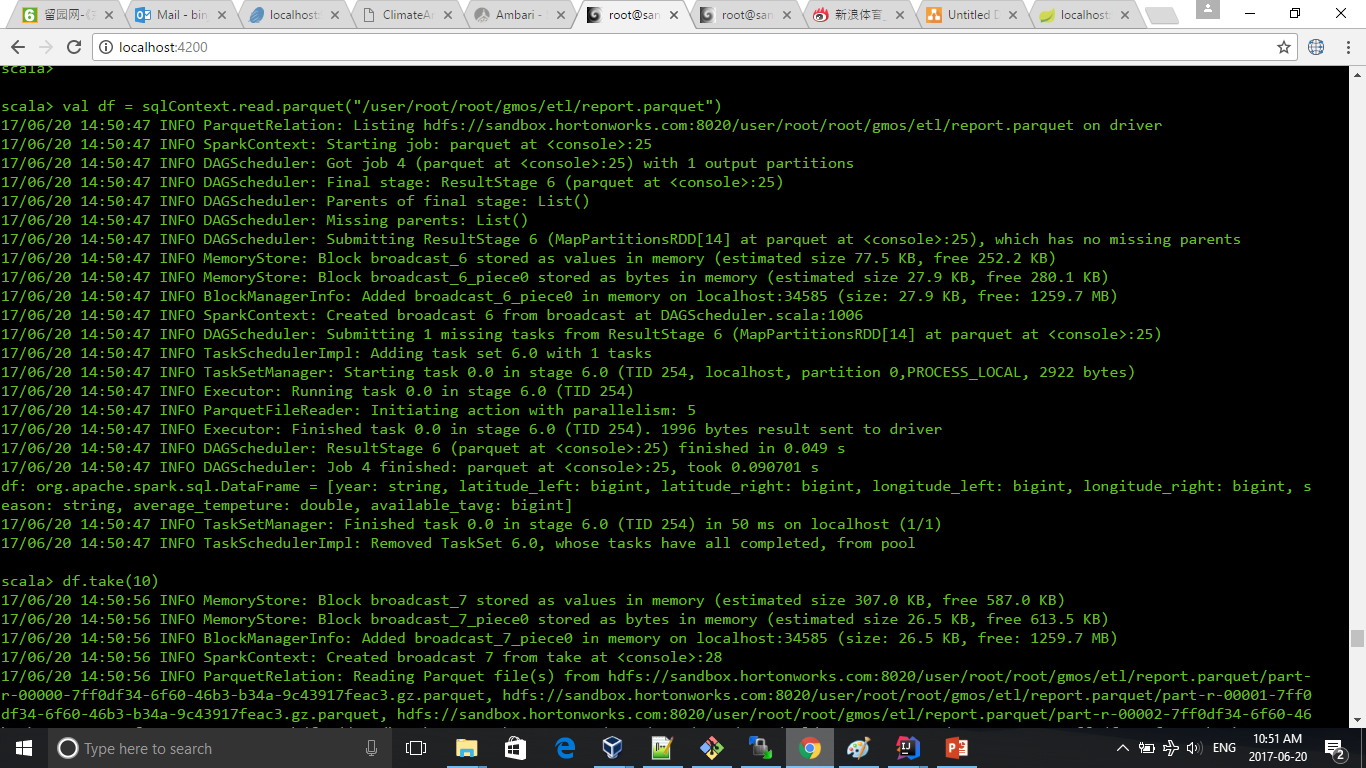 留园网-6
Mail - bin
localhost:
ClimateAn
Ambari -
root@san
root@san
新浪体育_
Untitled D
localhost:
localhost:4200
scala>
scala> val df = sqlContext.read.parquet("/user/root/root/gmos/etl/report.parquet")
17/06/20 14:50:47 INFO ParquetRelation: Listing hdfs://sandbox.hortonworks.com:8020/user/root/root/gmos/etl/report.parquet on driver
17/06/20 14:50:47 INFO SparkContext: Starting job: parquet at <console>:25
17/06/20 14:50:47 INFO DAGScheduler: Got job 4 (parquet at <console>:25) with 1 output partitions
17/06/20 14:50:47 INFO DAGScheduler: Final stage: ResultStage 6 (parquet at <console>:25)
17/06/20 14:50:47 INFO DAGScheduler: Parents of final stage: List()
17/06/20 14:50:47 INFO DAGScheduler: Missing parents: List()
17/06/20 14:50:47 INFO DAGScheduler: Submitting ResultStage 6 (MapPartitionsRDD[14] at parquet at <console>:25), which has no missing parents
17/06/20 14:50:47 INFO MemoryStore: Block broadcast_6 stored as values in memory (estimated size 77.5 KB, free 252.2 KB)
17/06/20 14:50:47 INFO MemoryStore: Block broadcast_6_piece0 stored as bytes in memory (estimated size 27.9 KB, free 280.1 KB)
17/06/20 14:50:47 INFO BlockManagerInfo: Added broadcast_6_piece0 in memory on localhost:34585 (size: 27.9 KB, free: 1259.7 MB)
17/06/20 14:50:47 INFO SparkContext: Created broadcast 6 from broadcast at DAGScheduler.scala:1006
17/06/20 14:50:47 INFO DAGScheduler: Submitting 1 missing tasks from ResultStage 6 (MapPartitionsRDD[14] at parquet at <console>:25)
17/06/20 14:50:47 INFO TaskSchedulerImpl: Adding task set 6.0 with 1 tasks
17/06/20 14:50:47 INFO TaskSetManager: Starting task 0.0 in stage 6.0 (TID 254, localhost, partition 0,PROCESS_LOCAL, 2922 bytes)
17/06/20 14:50:47 INFO Executor: Running task 0.0 in stage 6.0 (TID 254)
17/06/20 14:50:47 INFO ParquetFileReader: Initiating action with parallelism: 5
17/06/20 14:50:47 INFO Executor: Finished task 0.0 in stage 6.0 (TID 254). 1996 bytes result sent to driver
17/06/20 14:50:47 INFO DAGScheduler: ResultStage 6 (parquet at <console>:25) finished in 0.049 s
17/06/20 14:50:47 INFO DAGScheduler: Job 4 finished: parquet at <console>:25, took 0.090701 s
df: org.apache.spark.sql.DataFrame = [year: string, latitude_left: bigint, latitude_right: bigint, longitude_left: bigint, longitude_right: bigint, s
eason: string, average_tempeture: double, available_tavg: bigint]
17/06/20 14:50:47 INFO TaskSetManager: Finished task 0.0 in stage 6.0 (TID 254) in 50 ms on localhost (1/1)
17/06/20 14:50:47 INFO TaskSchedulerImpl: Removed TaskSet 6.0, whose tasks have all completed, from pool
scala> df.take(10)
17/06/20 14:50:56 INFO MemoryStore: Block broadcast_7 stored as values in memory (estimated size 307.0 KB, free 587.0 KB)
17/06/20 14:50:56 INFO MemoryStore: Block broadcast_7_piece0 stored as bytes in memory (estimated size 26.5 KB, free 613.5 KB)
17/06/20 14:50:56 INFO BlockManagerInfo: Added broadcast_7_piece0 in memory on localhost:34585 (size: 26.5 KB, free: 1259.7 MB)
17/06/20 14:50:56 INFO SparkContext: Created broadcast 7 from take at <console>:28
17/06/20 14:50:56 INFO ParquetRelation: Reading Parquet file(s) from hdfs://sandbox.hortonworks.com:8020/user/root/root/gmos/etl/report.parquet/part-
r-00000-7ff0df34-6f60-46b3-b34a-9c43917feac3.gz.parquet, hdfs://sandbox.hortonworks.com:8020/user/root/root/gmos/etl/report.parquet/part-r-00001-7ff0
df34-6f60-46b3-b34a-9c43917feac3.gz.parquet, hdfs://sandbox.hortonworks.com:8020/user/root/root/gmos/etl/report.parquet/part-r-00002-7ff0df34-6f60-46
Type here to search
ENG
10:51 AM
2017-06-20
2